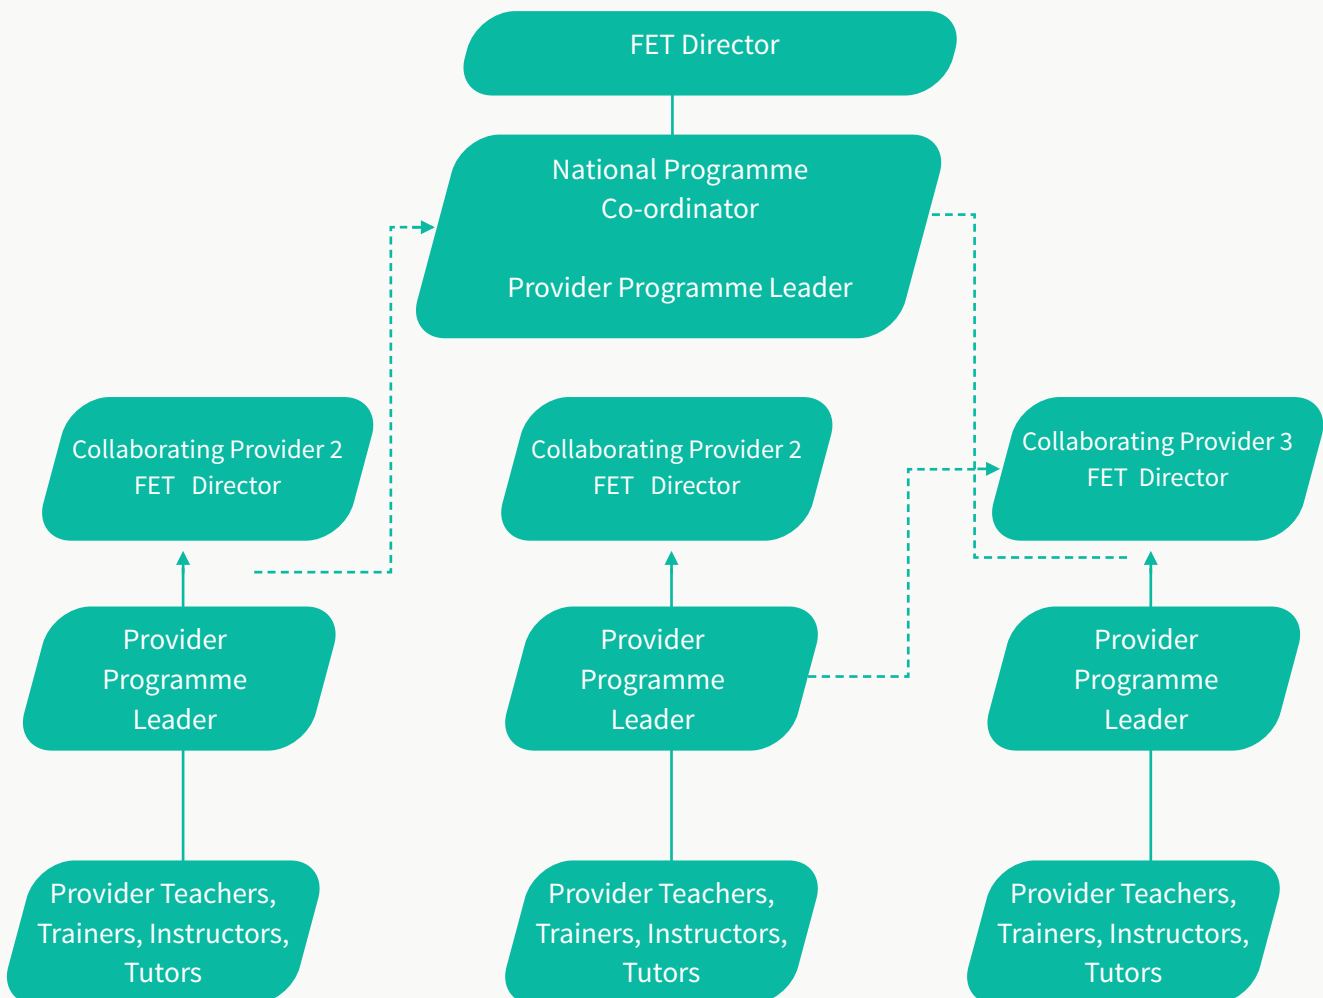 FET Director
National Programme
Co-ordinator
Provider Programme Leader
Collaborating Provider 2
FET Director
Collaborating Provider 2
FET Director
Collaborating Provider 3
FET Director
Provider
Programme
Leader
Provider
Programme
Leader
Provider
Programme
Leader
Provider Teachers,
Trainers, Instructors,
Tutors
Provider Teachers,
Trainers, Instructors,
Tutors
Provider Teachers,
Trainers, Instructors,
Tutors